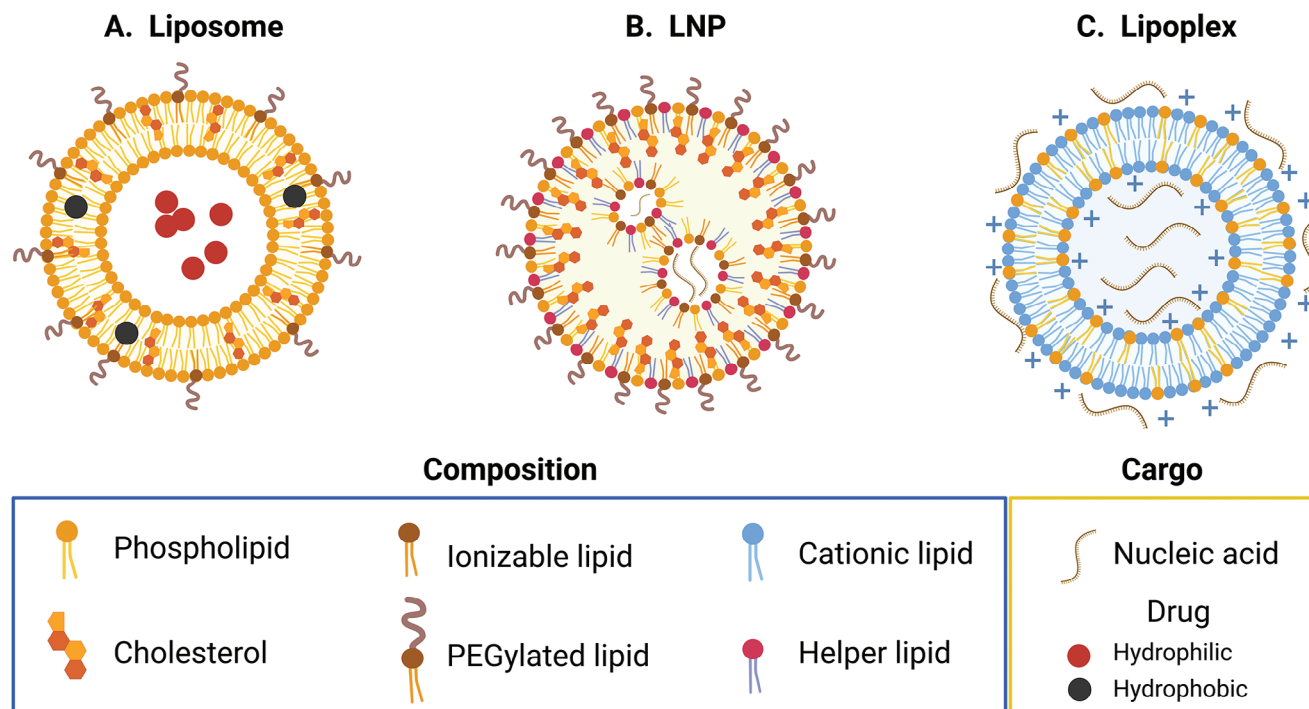 A. Liposome
B. LNP
C. Lipoplex
Composition
Cargo
Phospholipid
Ionizable lipid
Cationic lipid
Nucleic acid
Drug
Cholesterol
PEGylated lipid
Helper lipid
Hydrophilic
Hydrophobic